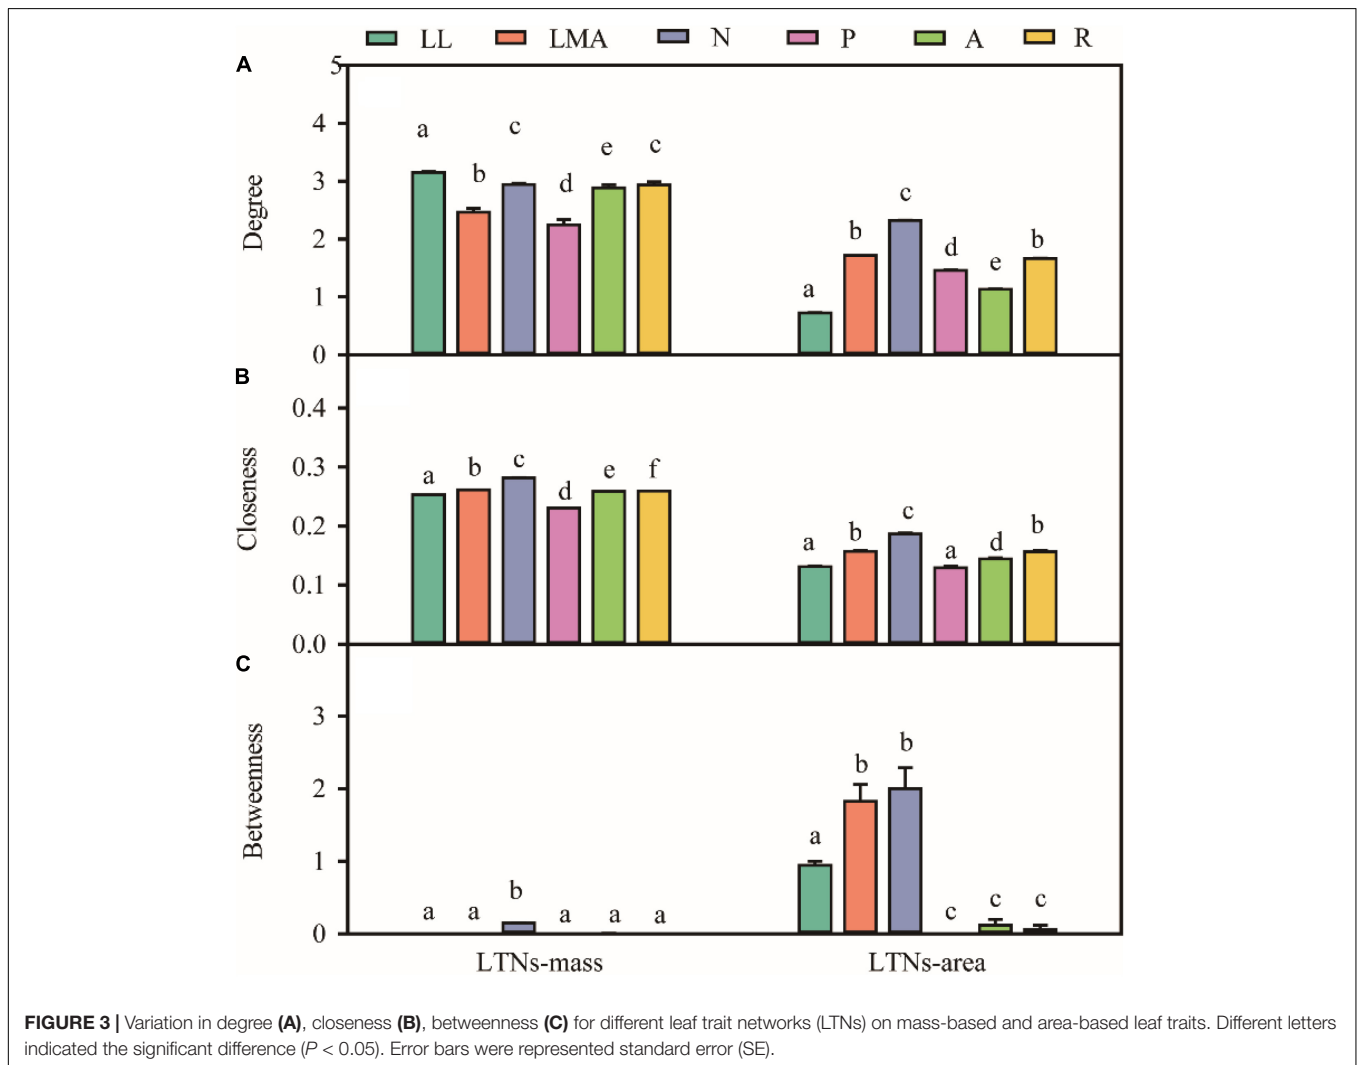 LL LMA N P A R
A
5
4
3
2
1
0
Degree
a b c d e c
a b c d e b
B
0.4
0.3
0.2
0.1
0.0
Closeness
a b c d e f
a b c a d b
C
3
2
1
0
Betweenness
a a b a a a
a b b c c c
LTNs-mass LTNs-area
FIGURE 3 | Variation in degree (A), closeness (B), betweenness (C) for different leaf trait networks (LTNs) on mass-based and area-based leaf traits. Different letters
indicated the significant difference (P < 0.05). Error bars were represented standard error (SE).